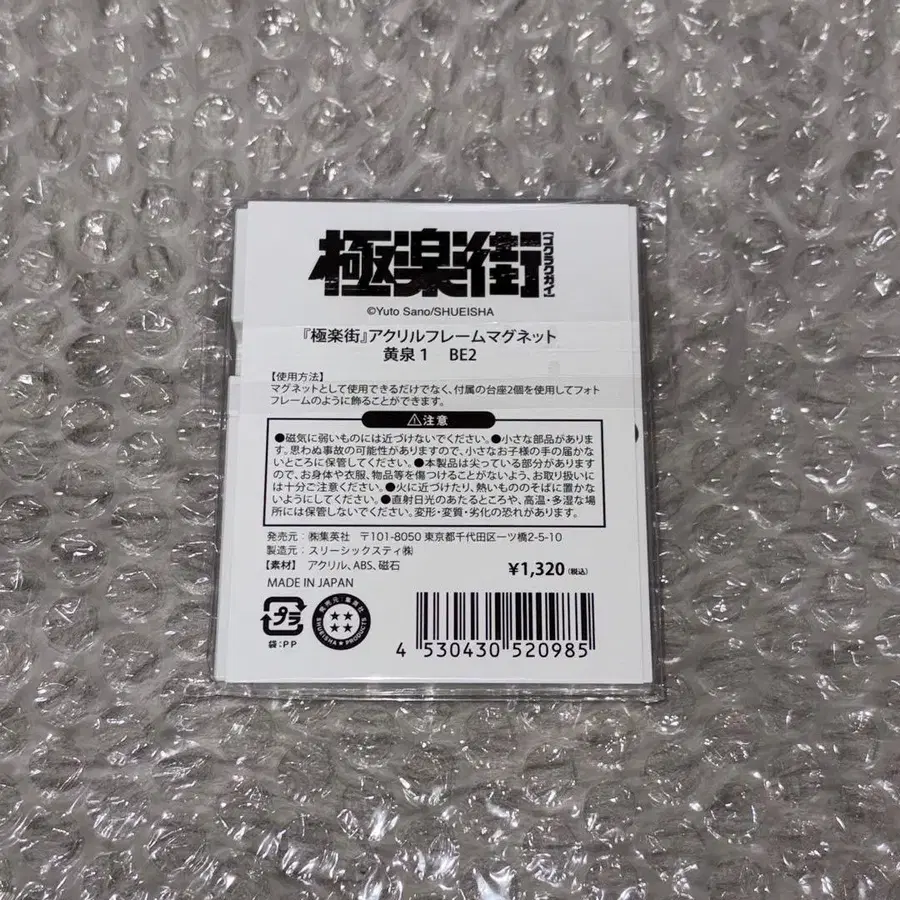 極楽街【ゴクラクガイ】
©Yuto Sano/SHUEISHA
『極楽街』アクリルフレームマグネット
黄泉 1 BE2
【使用方法】
マグネットとして使用できるだけでなく、付属の台座2個を使用してフォト
フレームのように飾ることができます。
⚠注意
●磁気に弱いものには近づけないでください。●小さな部品がありま
す。思わぬ事故の可能性がありますので、小さなお子様の手の届かな
いところに保管してください。●本製品は尖っている部分があります
ので、お身体や衣服、物品等を傷つけることがないよう、お取り扱いに
は十分ご注意ください。●火に近づけたり、熱いもののそばに置かな
いようにしてください。●直射日光のあたるところや、高温・多湿な場
所には保管しないでください。変形・変質・劣化の恐れがあります。
発売元: ㈱集英社 〒101-8050 東京都千代田区一ツ橋2-5-10
製造元: スリーシックスティ㈱
【素材】 アクリル、ABS、磁石
¥1,320(税込)
MADE IN JAPAN
プラ
袋:PP
発売元:集英社
SHUEISHA★PRODUCTS
4 530430 520985